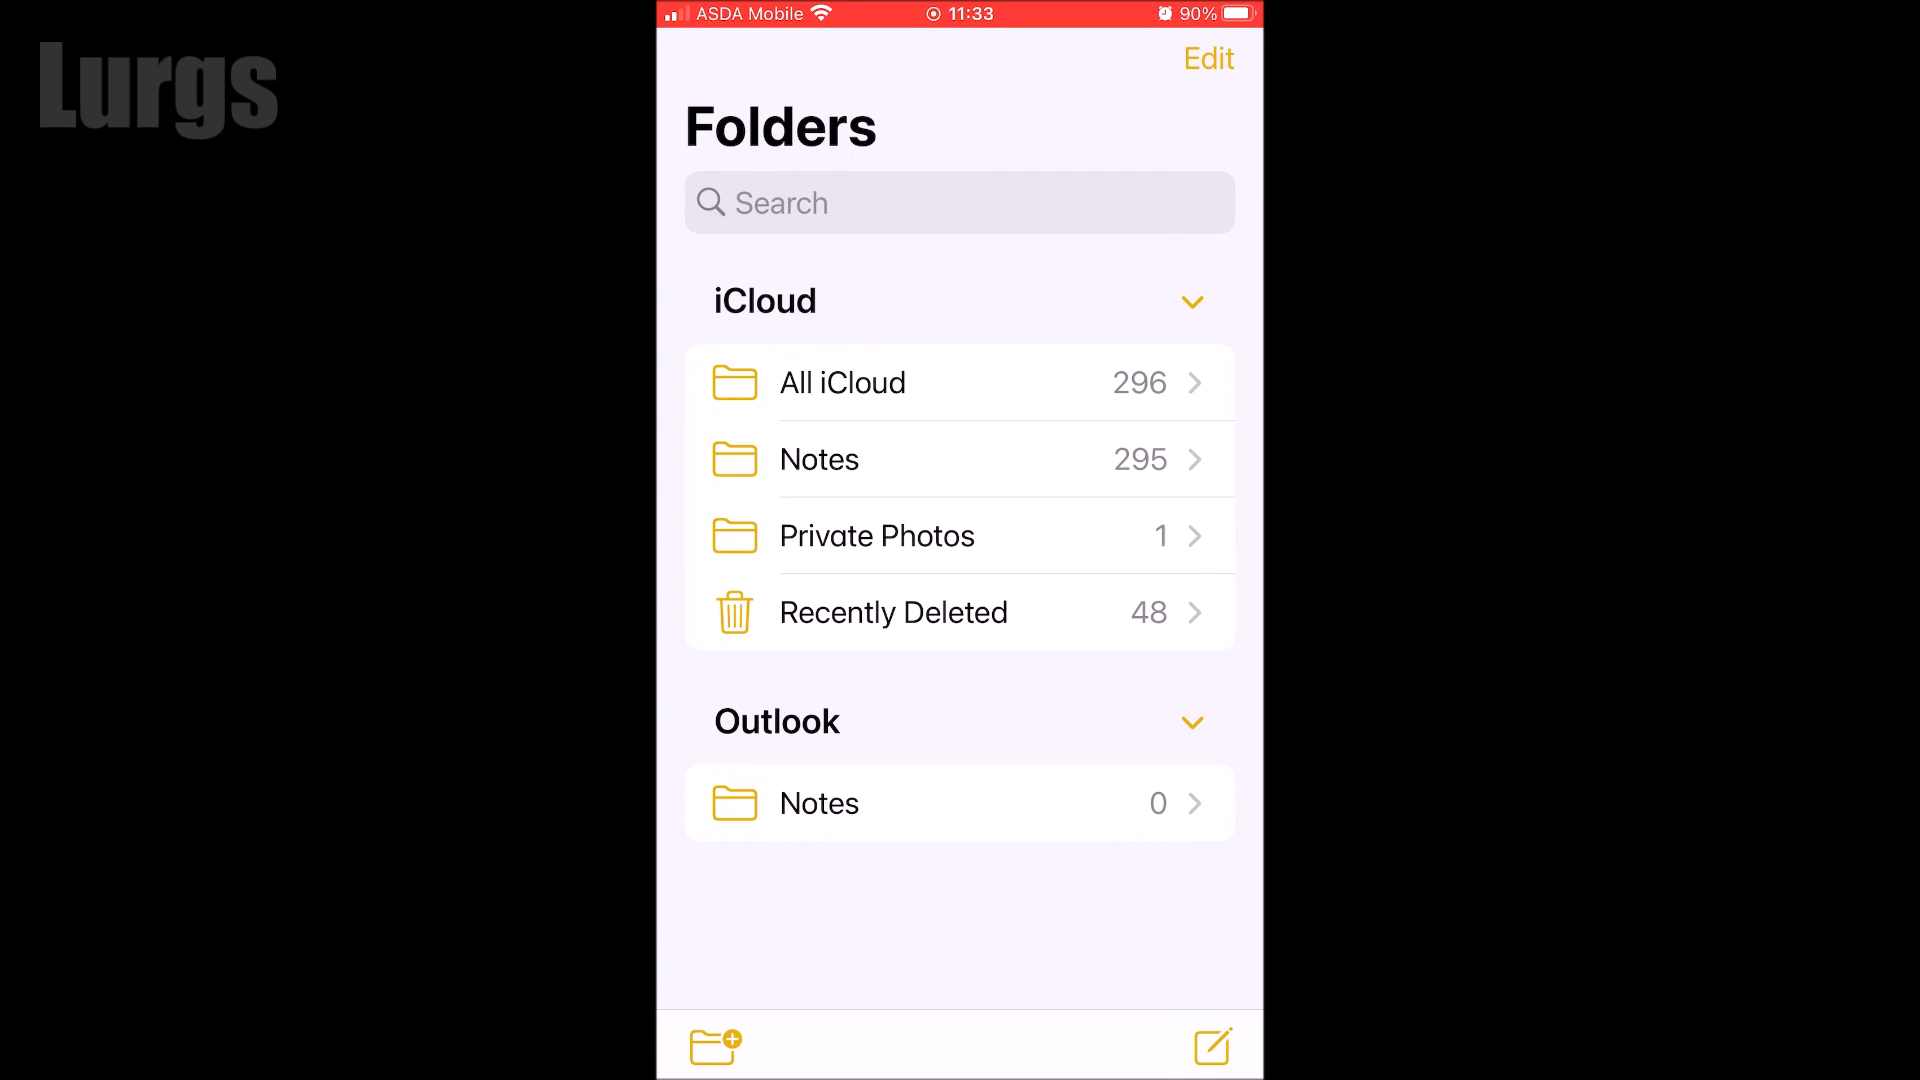 Lurgs
ASDA Mobile 11:33 90%
Edit
Folders
Search
iCloud
All iCloud 296
Notes 295
Private Photos 1
Recently Deleted 48
Outlook
Notes 0